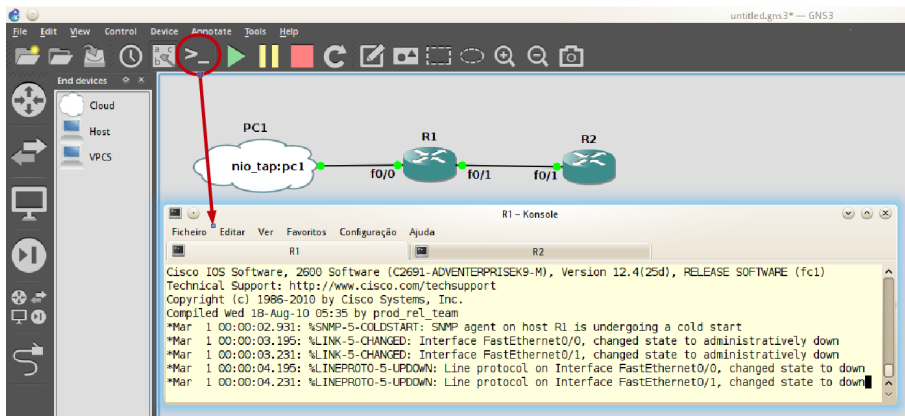 untitled.gns3* — GNS3
File Edit View Control Device Annotate Tools Help
End devices
Cloud
Host
VPCS
PC1
nio_tap:pc1
R1
R2
f0/0
f0/1
f0/1
R1 – Konsole
Ficheiro Editar Ver Favoritos Configuração Ajuda
R1
R2
Cisco IOS Software, 2600 Software (C2691-ADVENTERPRISEK9-M), Version 12.4(25d), RELEASE SOFTWARE (fc1)
Technical Support: http://www.cisco.com/techsupport
Copyright (c) 1986-2010 by Cisco Systems, Inc.
Compiled Wed 18-Aug-10 05:35 by prod_rel_team
*Mar  1 00:00:02.931: %SNMP-5-COLDSTART: SNMP agent on host R1 is undergoing a cold start
*Mar  1 00:00:03.195: %LINK-5-CHANGED: Interface FastEthernet0/0, changed state to administratively down
*Mar  1 00:00:03.231: %LINK-5-CHANGED: Interface FastEthernet0/1, changed state to administratively down
*Mar  1 00:00:04.195: %LINEPROTO-5-UPDOWN: Line protocol on Interface FastEthernet0/0, changed state to down
*Mar  1 00:00:04.231: %LINEPROTO-5-UPDOWN: Line protocol on Interface FastEthernet0/1, changed state to down